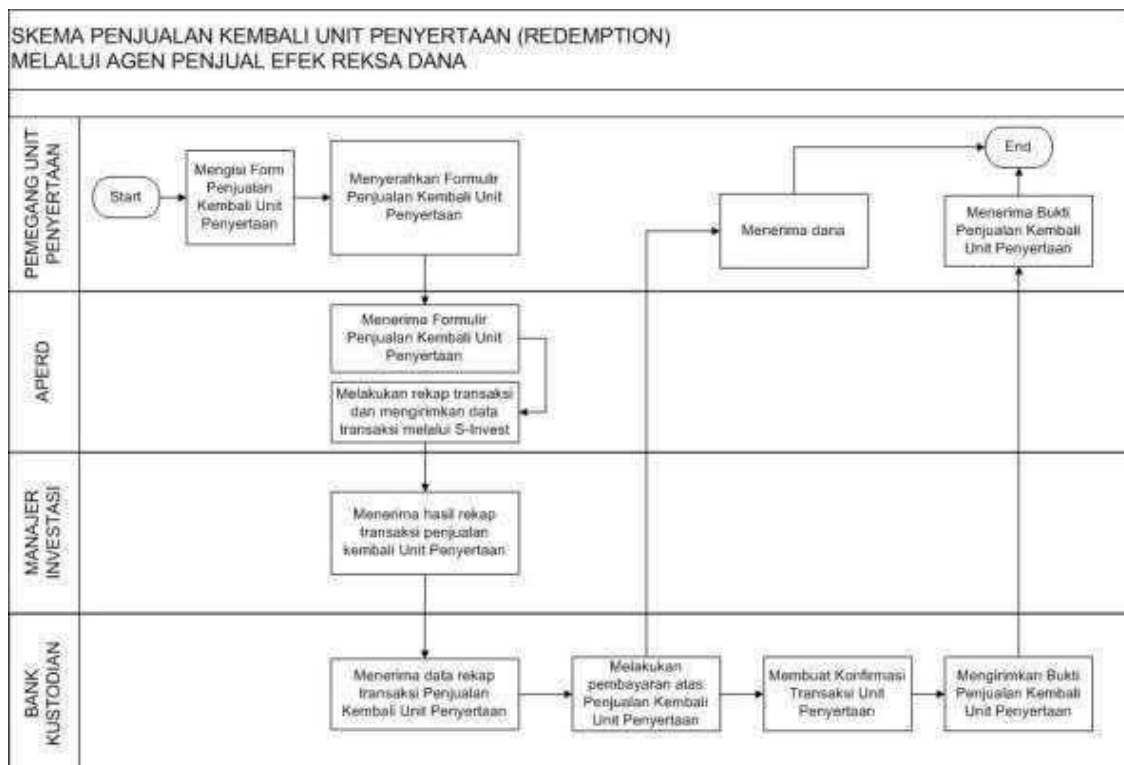 SKEMA PENJUALAN KEMBALI UNIT PENYERTAAN (REDEMPTION)
MELALUI AGEN PENJUAL EFEK REKSA DANA
PEMEGANG UNIT
PENYERTAAN
Start
Mengisi Form
Penjualan
Kembali Unit
Penyertaan
Menyerahkan Formulir
Penjualan Kembali Unit
Penyertaan
Menerima dana
End
Menerima Bukti
Penjualan Kembali
Unit Penyertaan
APERD
Menerima Formulir
Penjualan Kembali Unit
Penyertaan
Melakukan rekap transaksi
dan mengirimkan data
transaksi melalui S-Invest
MANAJER
INVESTASI
Menerima hasil rekap
transaksi penjualan
kembali Unit Penyertaan
BANK
KUSTODIAN
Menerima data rekap
transaksi Penjualan
Kembali Unit Penyertaan
Melakukan
pembayaran atas
Penjualan Kembali
Unit Penyertaan
Membuat Konfirmasi
Transaksi Unit
Penyertaan
Mengirimkan Bukti
Penjualan Kembali
Unit Penyertaan